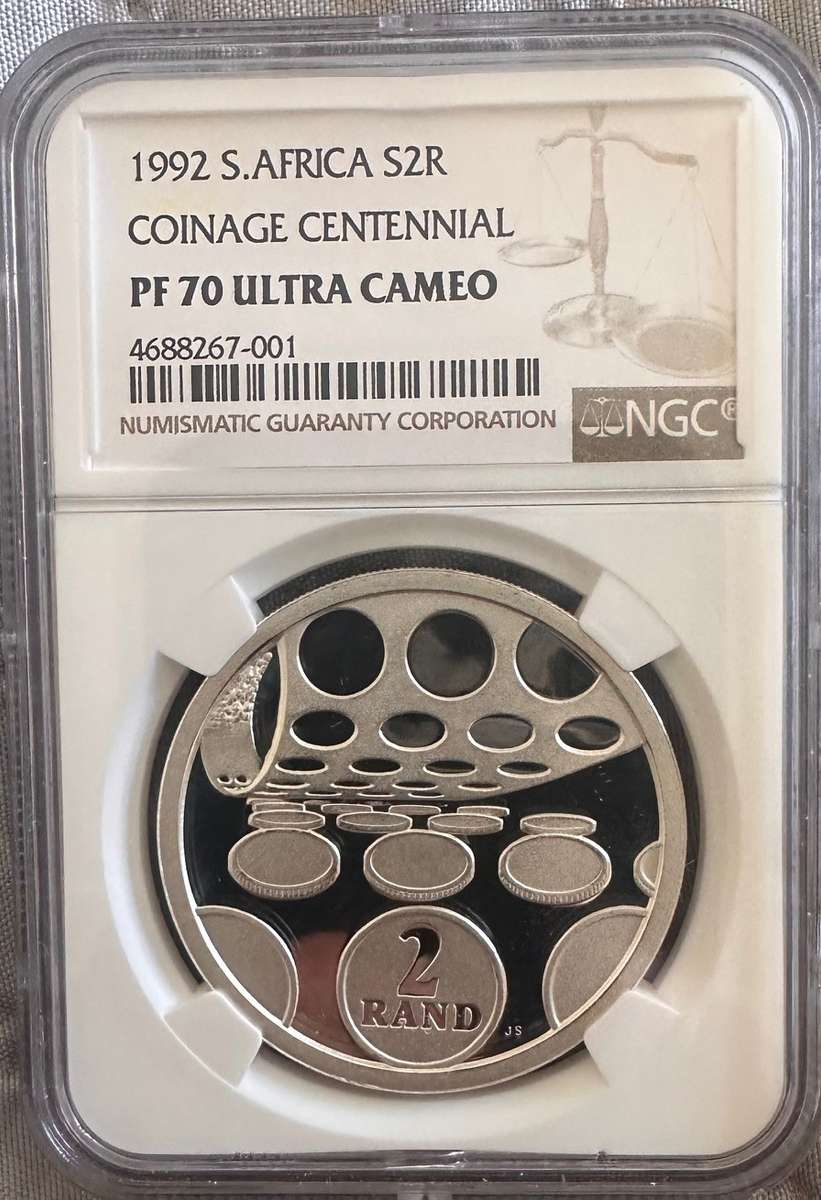 1992 S.AFRICA S2R
COINAGE CENTENNIAL
PF 70 ULTRA CAMEO
4688267-001
NUMISMATIC GUARANTY CORPORATION
NGC®
2
RAND
JS